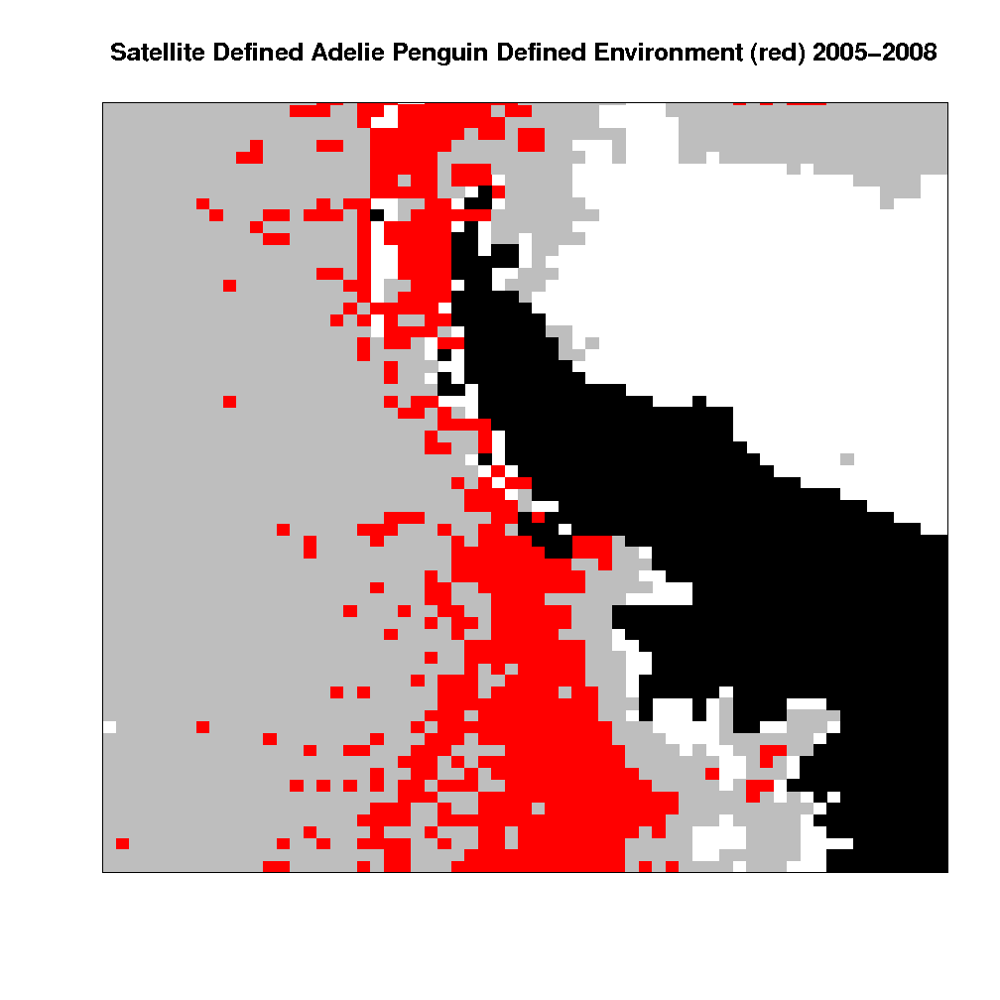 Satellite Defined Adelie Penguin Defined Environment (red) 2005−2008